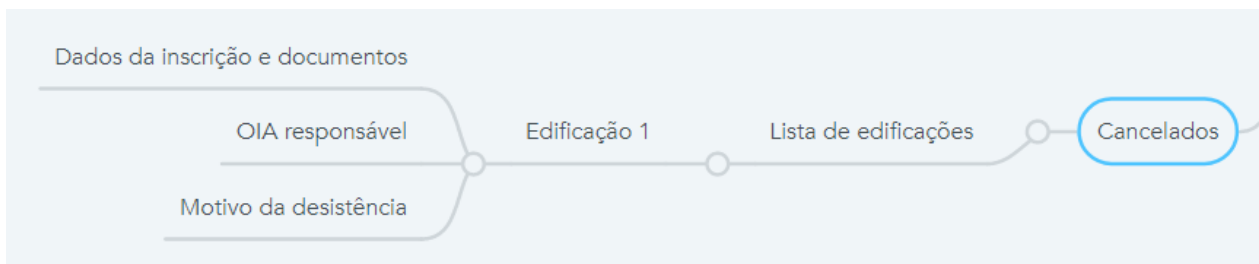 Dados da inscrição e documentos
OIA responsável
Edificação 1
Lista de edificações
Cancelados
Motivo da desistência